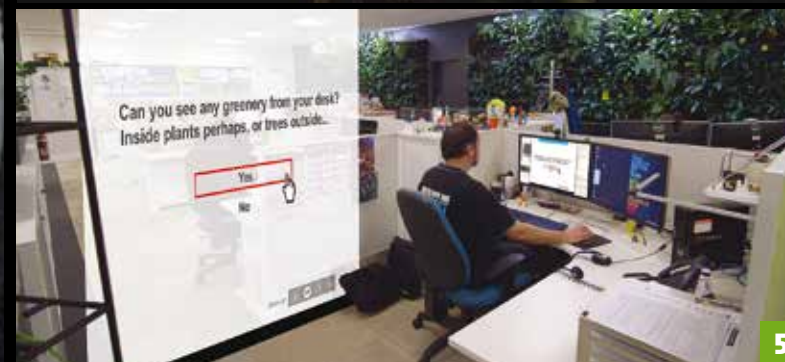 Can you see any greenery from your desk?
Inside plants perhaps, or trees outside...
Yes
No
5